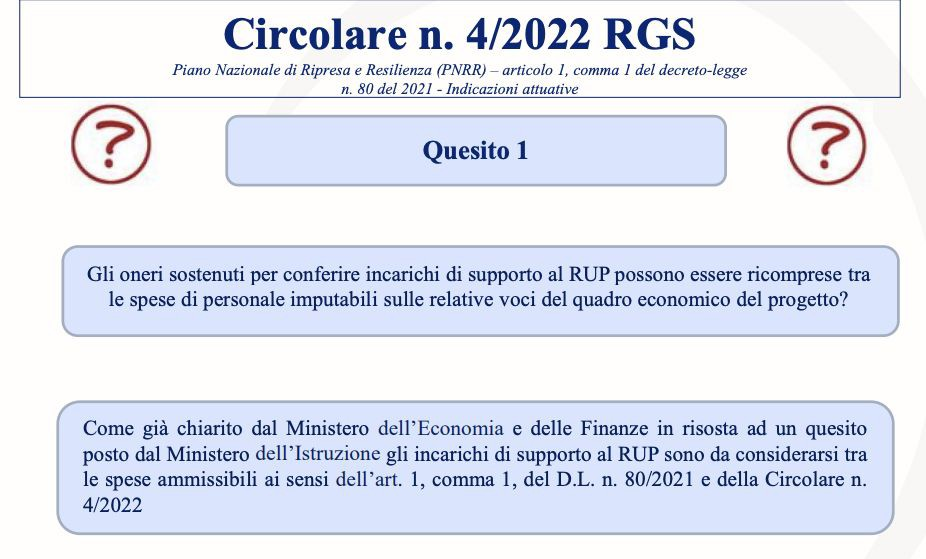 Circolare n. 4/2022 RGS
Piano Nazionale di Ripresa e Resilienza (PNRR) – articolo 1, comma 1 del decreto-legge
n. 80 del 2021 - Indicazioni attuative
?
Quesito 1
?
Gli oneri sostenuti per conferire incarichi di supporto al RUP possono essere ricomprese tra
le spese di personale imputabili sulle relative voci del quadro economico del progetto?
Come già chiarito dal Ministero dell’Economia e delle Finanze in risosta ad un quesito
posto dal Ministero dell’Istruzione gli incarichi di supporto al RUP sono da considerarsi tra
le spese ammissibili ai sensi dell’art. 1, comma 1, del D.L. n. 80/2021 e della Circolare n.
4/2022